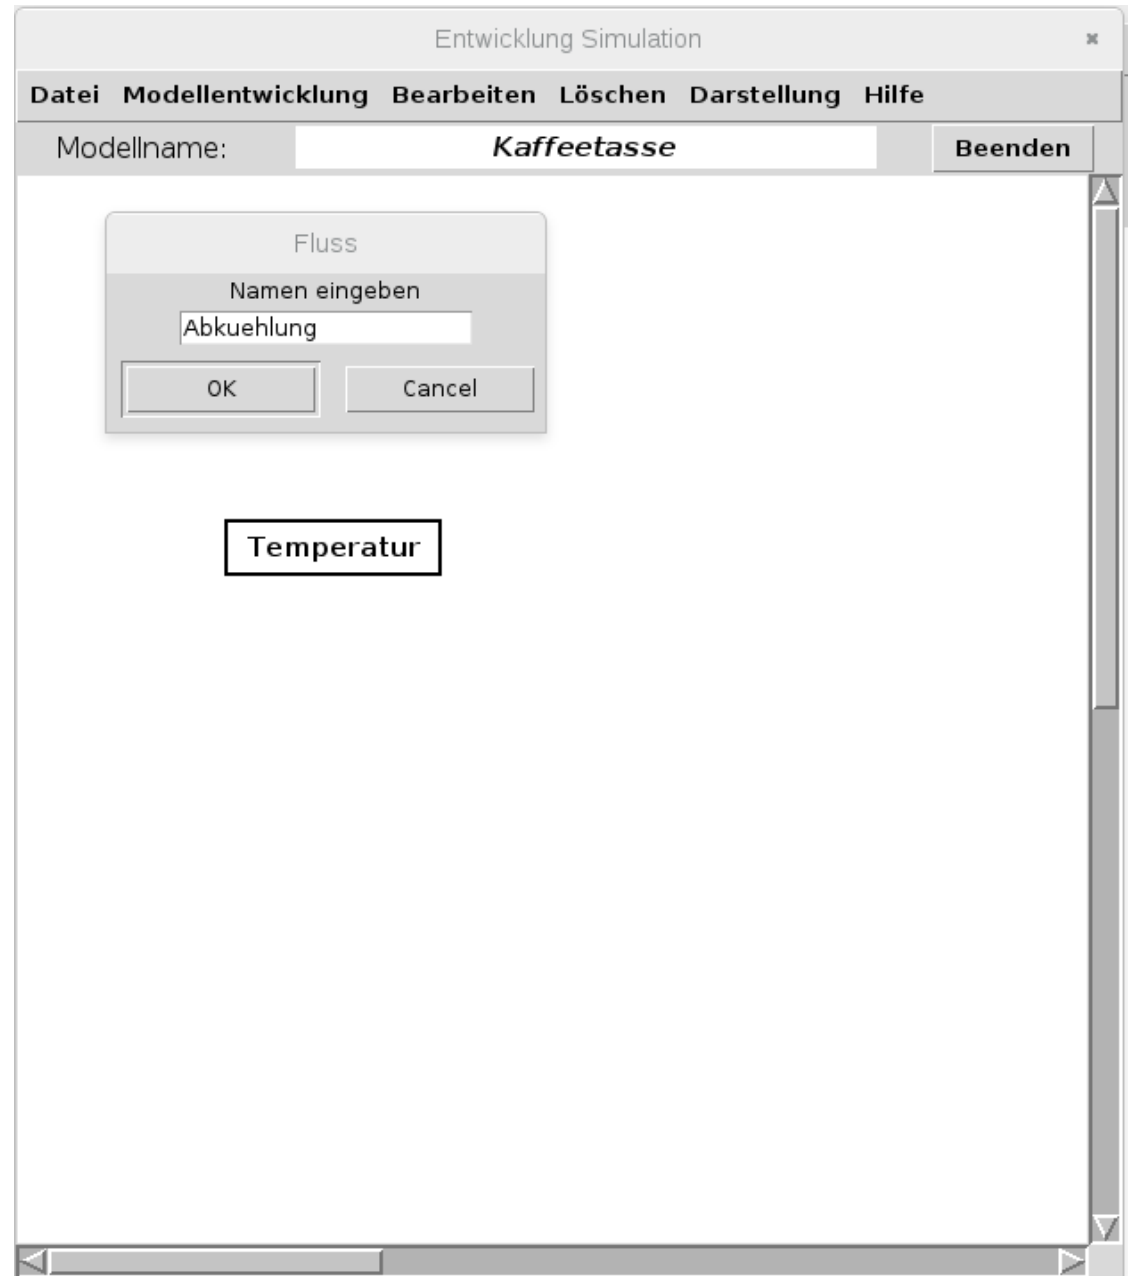 Entwicklung Simulation
Datei Modellentwicklung Bearbeiten Löschen Darstellung Hilfe
Modellname: Kaffeetasse Beenden
Fluss
Namen eingeben
Abkuehlung
OK Cancel
Temperatur